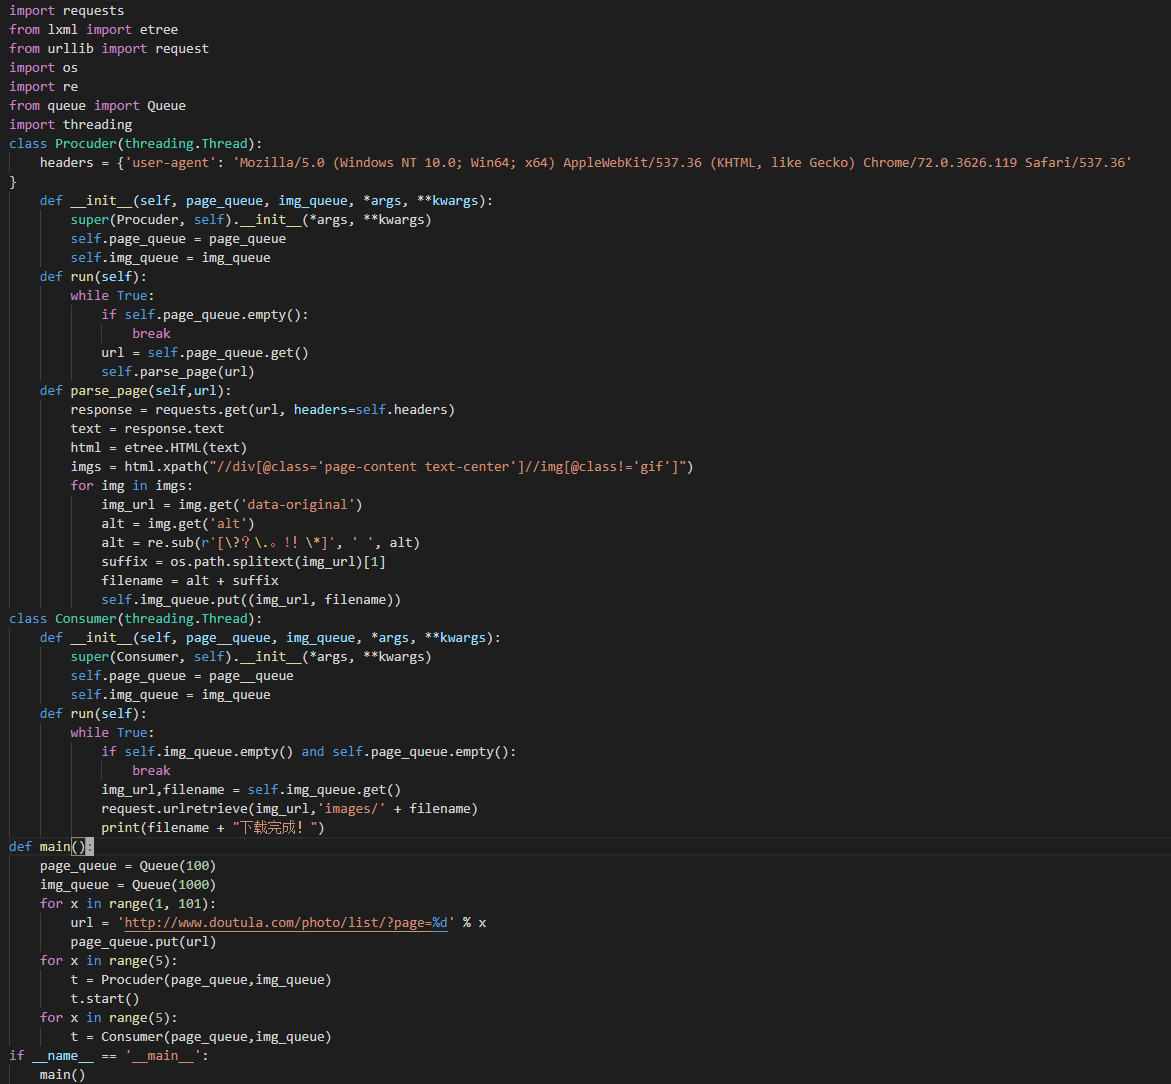 import requests
from lxml import etree
from urllib import request
import os
import re
from queue import Queue
import threading
class Procuder(threading.Thread):
    headers = {'user-agent': 'Mozilla/5.0 (Windows NT 10.0; Win64; x64) AppleWebKit/537.36 (KHTML, like Gecko) Chrome/72.0.3626.119 Safari/537.36'
}
    def __init__(self, page_queue, img_queue, *args, **kwargs):
        super(Procuder, self).__init__(*args, **kwargs)
        self.page_queue = page_queue
        self.img_queue = img_queue
    def run(self):
        while True:
            if self.page_queue.empty():
                break
            url = self.page_queue.get()
            self.parse_page(url)
    def parse_page(self,url):
        response = requests.get(url, headers=self.headers)
        text = response.text
        html = etree.HTML(text)
        imgs = html.xpath("//div[@class='page-content text-center']//img[@class!='gif']")
        for img in imgs:
            img_url = img.get('data-original')
            alt = img.get('alt')
            alt = re.sub(r'[\?？\.。!！\*]', ' ', alt)
            suffix = os.path.splitext(img_url)[1]
            filename = alt + suffix
            self.img_queue.put((img_url, filename))
class Consumer(threading.Thread):
    def __init__(self, page__queue, img_queue, *args, **kwargs):
        super(Consumer, self).__init__(*args, **kwargs)
        self.page_queue = page__queue
        self.img_queue = img_queue
    def run(self):
        while True:
            if self.img_queue.empty() and self.page_queue.empty():
                break
            img_url,filename = self.img_queue.get()
            request.urlretrieve(img_url,'images/' + filename)
            print(filename + "下载完成！")
def main():
    page_queue = Queue(100)
    img_queue = Queue(1000)
    for x in range(1, 101):
        url = 'http://www.doutula.com/photo/list/?page=%d' % x
        page_queue.put(url)
    for x in range(5):
        t = Procuder(page_queue,img_queue)
        t.start()
    for x in range(5):
        t = Consumer(page_queue,img_queue)
if __name__ == '__main__':
    main()